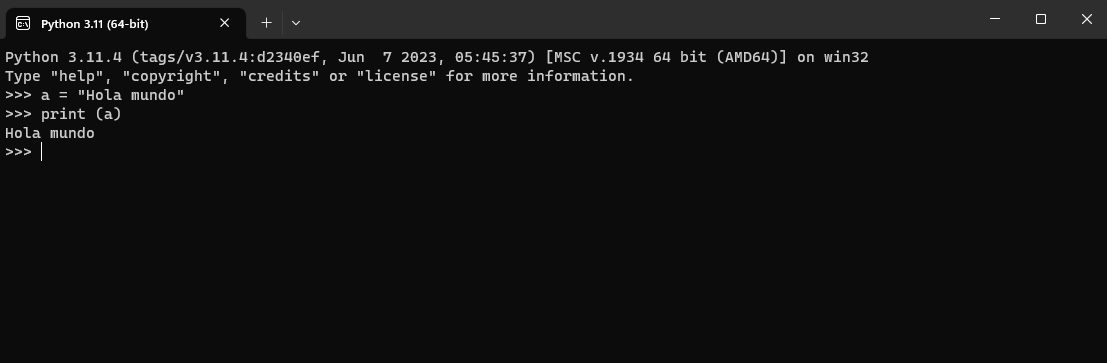 Python 3.11 (64-bit)
Python 3.11.4 (tags/v3.11.4:d2340ef, Jun  7 2023, 05:45:37) [MSC v.1934 64 bit (AMD64)] on win32
Type "help", "copyright", "credits" or "license" for more information.
>>> a = "Hola mundo"
>>> print (a)
Hola mundo
>>>